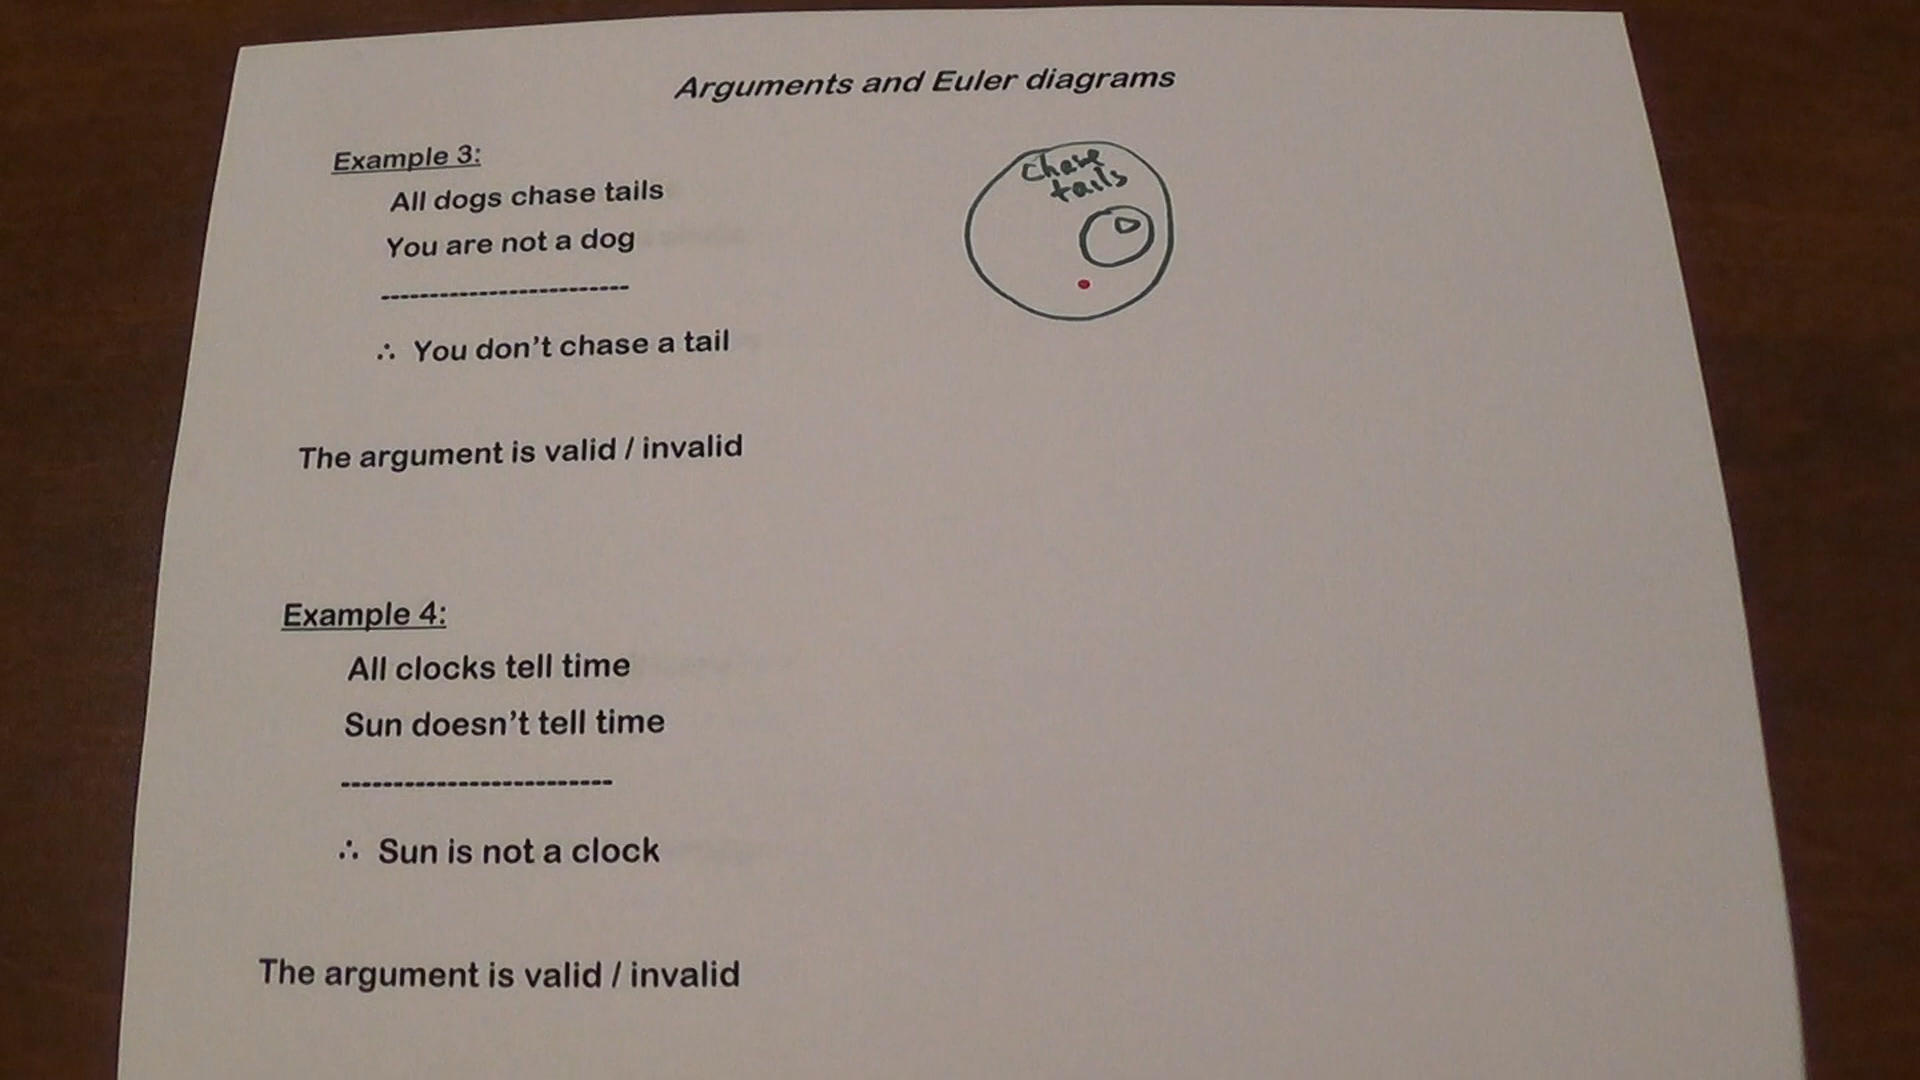 Arguments and Euler diagrams
Example 3:
All dogs chase tails
You are not a dog
-------------------------
∴ You don't chase a tail
The argument is valid / invalid
chase
tails
D
Example 4:
All clocks tell time
Sun doesn't tell time
-------------------------
∴ Sun is not a clock
The argument is valid / invalid